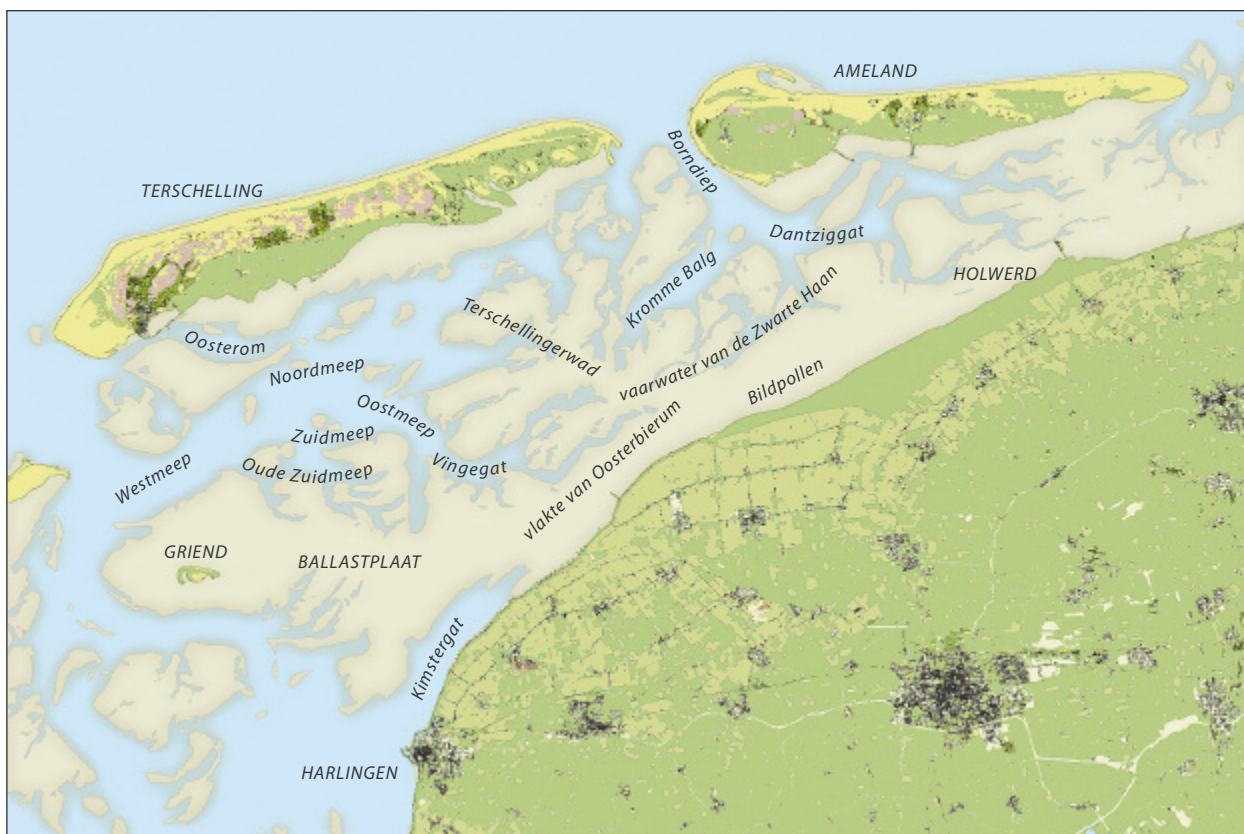 AMELAND
TERSCHELLING
Borndiep
Dantziggat
HOLWERD
Kromme Balg
Terschellingerwad
Oosterom
Noordmeep
vaarwater van de Zwarte Haan
Bildpollen
Oostmeep
Zuidmeep
Oude Zuidmeep
Vingegat
Westmeep
vlakte van Oosterbierum
GRIEND
BALLASTPLAAT
Kimstergat
HARLINGEN